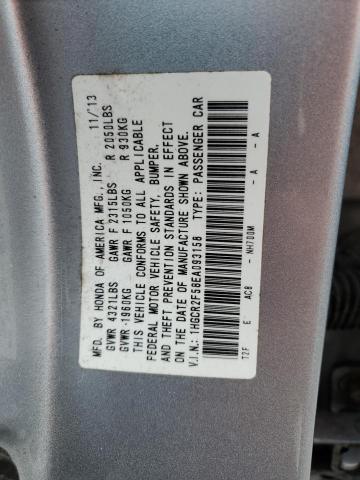 MFD. BY HONDA OF AMERICA MFG., INC. 11/13
GVWR 4321LBS GAWR F 2315LBS R 2050LBS
GVWR 1960KG GAWR F 1050KG R 930KG
THIS VEHICLE CONFORMS TO ALL APPLICABLE
FEDERAL MOTOR VEHICLE SAFETY, BUMPER,
AND THEFT PREVENTION STANDARDS IN EFFECT
ON THE DATE OF MANUFACTURE SHOWN ABOVE.
V.I.N.: 1HGCR2F58EA093158 TYPE: PASSENGER CAR
T2F E AC8 NH700M - A - A